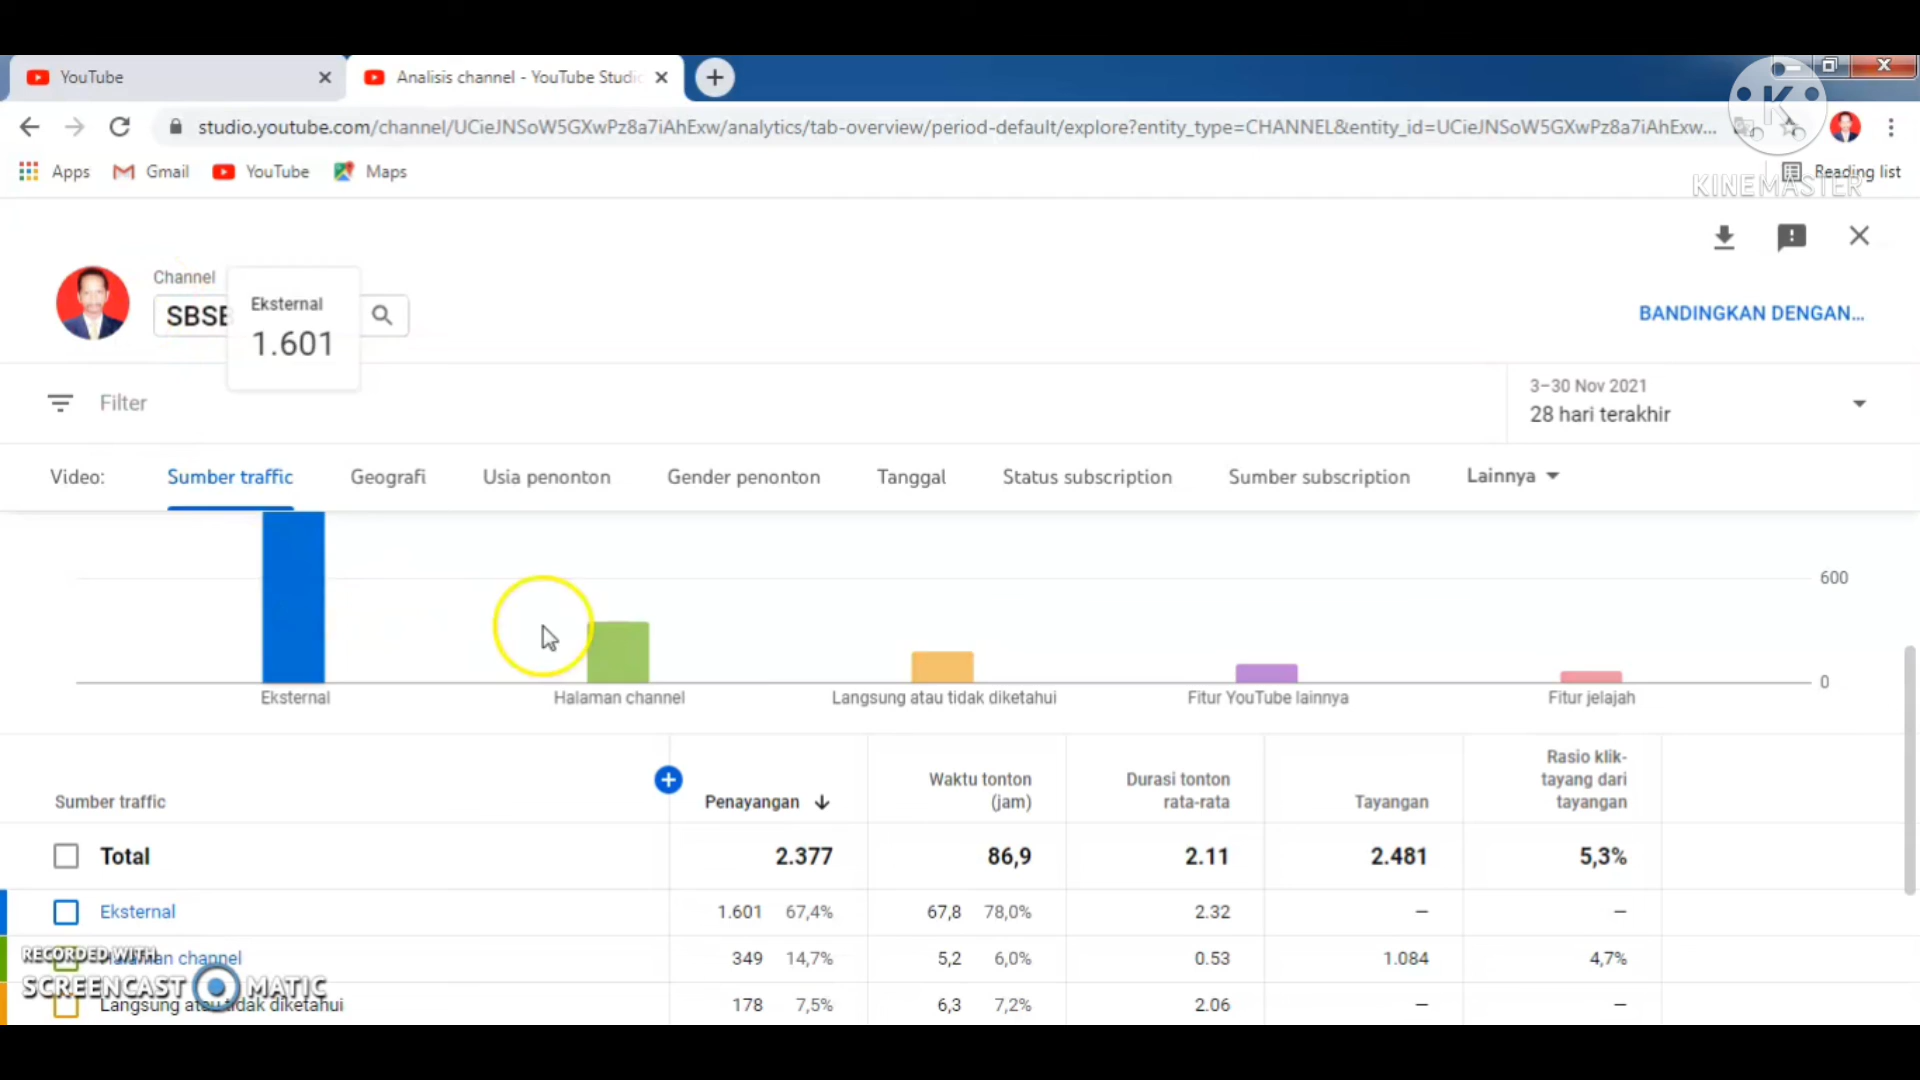 YouTube
Analisis channel - YouTube Studio
studio.youtube.com/channel/UCieJNSoW5GXwPz8a7iAhExw/analytics/tab-overview/period-default/explore?entity_type=CHANNEL&entity_id=UCieJNSoW5GXwPz8a7iAhExw...
Apps Gmail YouTube Maps
Reading list
KINEMASTER
Channel
SBSB
Eksternal
1.601
BANDINGKAN DENGAN...
Filter
3–30 Nov 2021
28 hari terakhir
Video: Sumber traffic Geografi Usia penonton Gender penonton Tanggal Status subscription Sumber subscription Lainnya
600
0
Eksternal Halaman channel Langsung atau tidak diketahui Fitur YouTube lainnya Fitur jelajah
Sumber traffic
Penayangan
Waktu tonton
(jam)
Durasi tonton
rata-rata
Tayangan
Rasio klik-
tayang dari
tayangan
Total 2.377 86,9 2.11 2.481 5,3%
Eksternal 1.601 67,4% 67,8 78,0% 2.32 — —
Halaman channel 349 14,7% 5,2 6,0% 0.53 1.084 4,7%
Langsung atau tidak diketahui 178 7,5% 6,3 7,2% 2.06 — —
RECORDED WITH
SCREENCAST MATIC